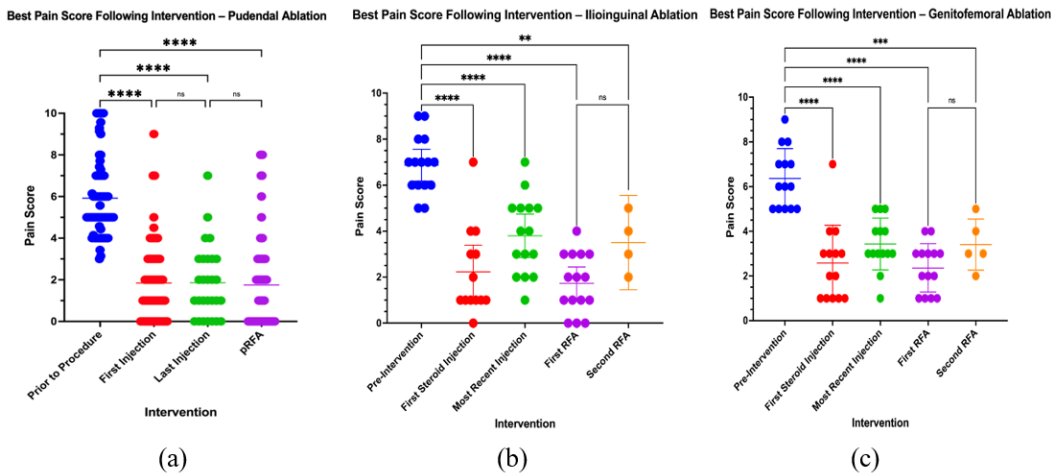 Best Pain Score Following Intervention – Pudendal Ablation
****
****
****
ns
ns
10
8
6
4
2
0
Pain Score
Prior to Procedure
First Injection
Last Injection
pRFA
Intervention
(a)
Best Pain Score Following Intervention – Ilioinguinal Ablation
**
****
****
****
ns
10
8
6
4
2
0
Pain Score
Pre-Intervention
First Steroid Injection
Most Recent Injection
First RFA
Second RFA
Intervention
(b)
Best Pain Score Following Intervention – Genitofemoral Ablation
***
****
****
****
ns
10
8
6
4
2
0
Pain Score
Pre-Intervention
First Steroid Injection
Most Recent Injection
First RFA
Second RFA
Intervention
(c)